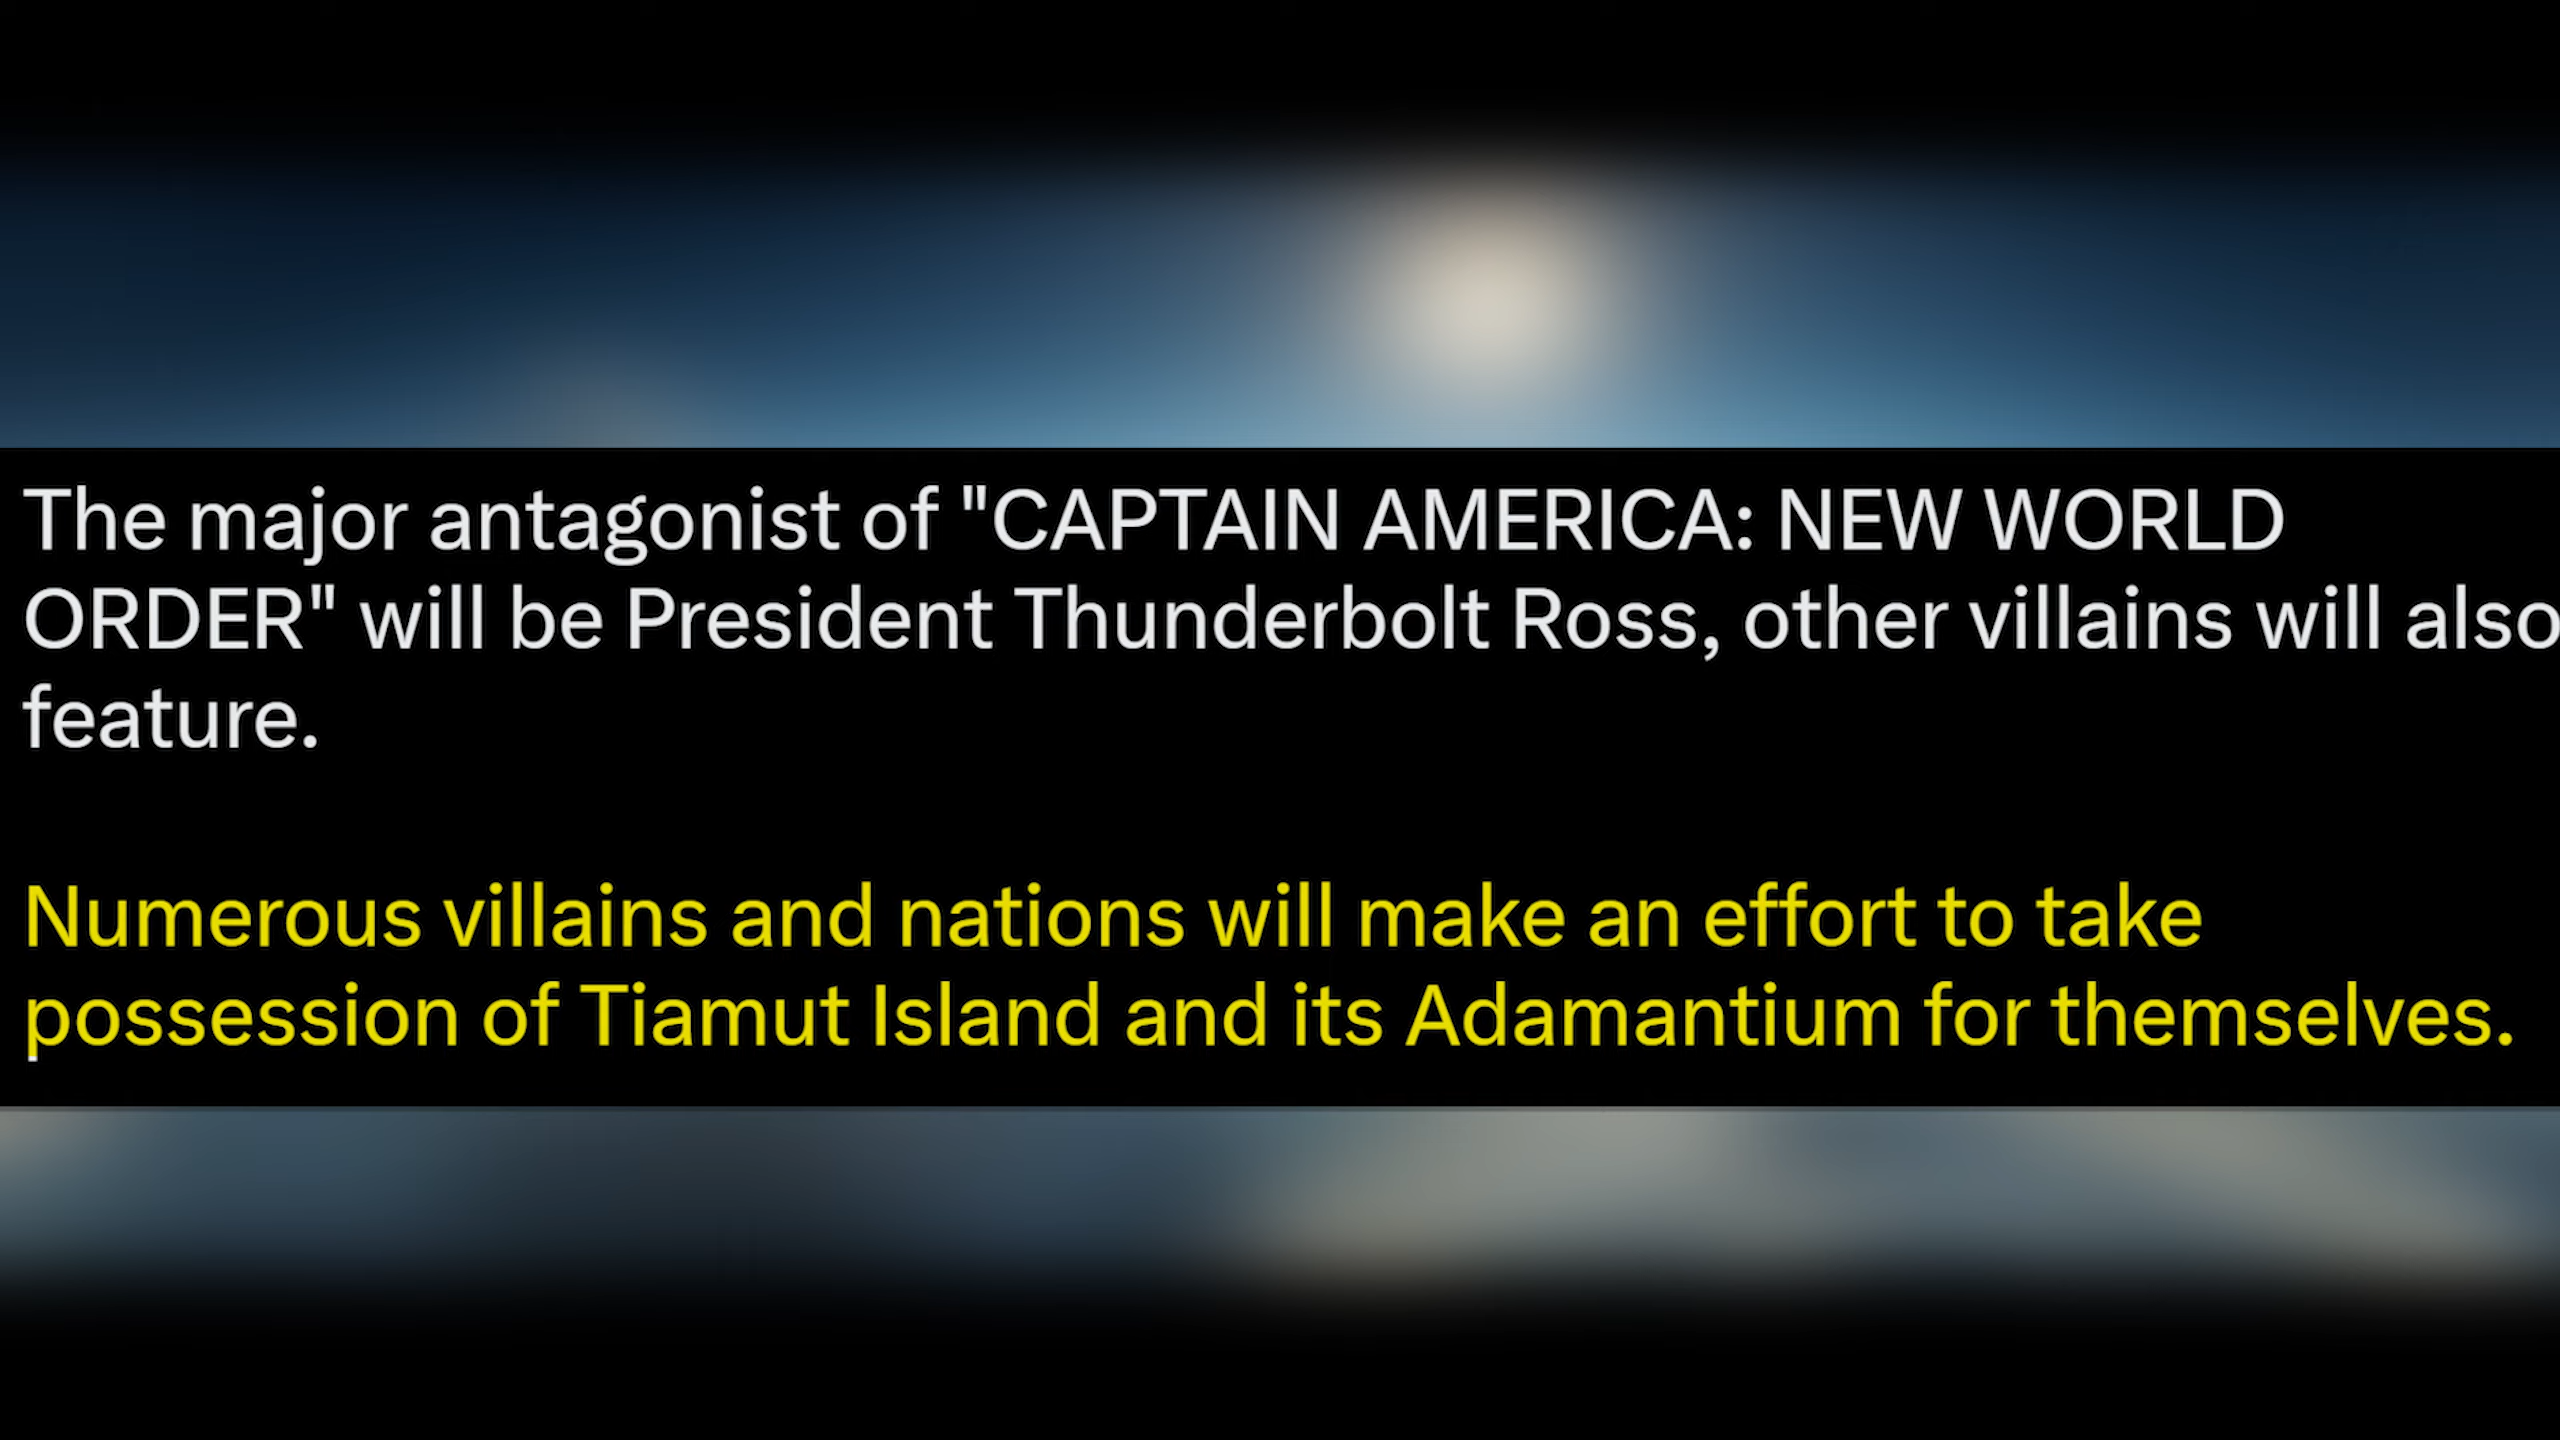 The major antagonist of "CAPTAIN AMERICA: NEW WORLD
ORDER" will be President Thunderbolt Ross, other villains will also
feature.
Numerous villains and nations will make an effort to take
possession of Tiamut Island and its Adamantium for themselves.